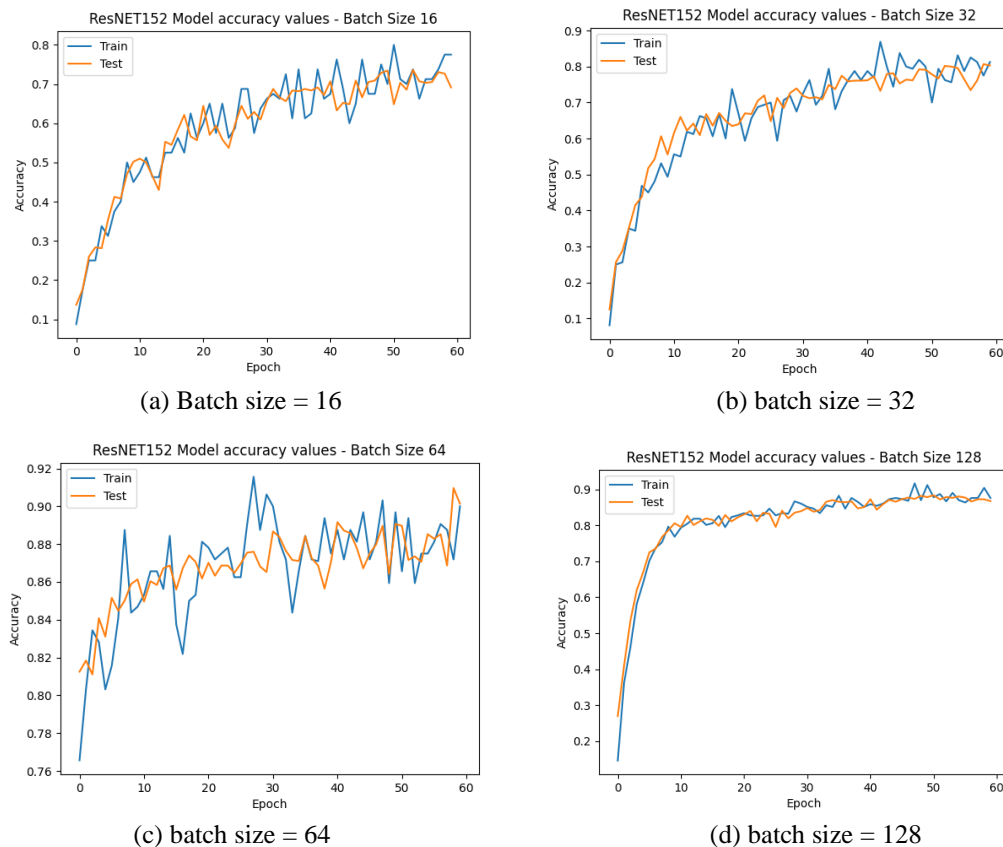 ResNET152 Model accuracy values - Batch Size 16
Train
Test
0.8
0.7
0.6
0.5
0.4
0.3
0.2
0.1
Accuracy
0 10 20 30 40 50 60
Epoch
(a) Batch size = 16
ResNET152 Model accuracy values - Batch Size 32
Train
Test
0.9
0.8
0.7
0.6
0.5
0.4
0.3
0.2
0.1
Accuracy
0 10 20 30 40 50 60
Epoch
(b) batch size = 32
ResNET152 Model accuracy values - Batch Size 64
Train
Test
0.92
0.90
0.88
0.86
0.84
0.82
0.80
0.78
0.76
Accuracy
0 10 20 30 40 50 60
Epoch
(c) batch size = 64
ResNET152 Model accuracy values - Batch Size 128
Train
Test
0.9
0.8
0.7
0.6
0.5
0.4
0.3
0.2
Accuracy
0 10 20 30 40 50 60
Epoch
(d) batch size = 128